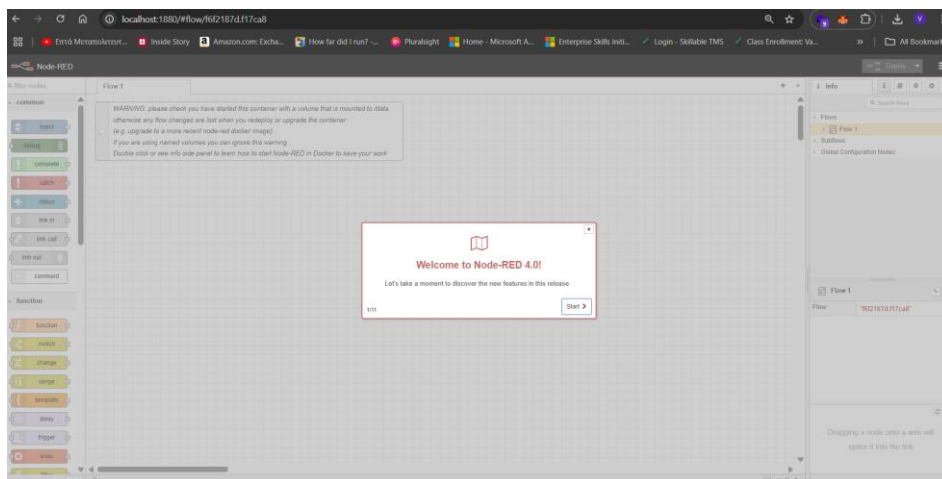 localhost:1880/#flow/f6f2187d.f17ca8
Inside Story
Amazon.com: Excha...
How far did I run? -...
Pluralsight
Home - Microsoft A...
Enterprise Skills Initi...
Login - Skillable TMS
Class Enrollment: Va...
»
All Bookmark
Node-RED
Deploy
filter nodes
Flow 1
info
common
inject
debug
complete
catch
status
link in
link call
link out
comment
function
function
switch
change
range
template
delay
trigger
exec
WARNING: please check you have started this container with a volume that is mounted to /data
otherwise any flow changes are lost when you redeploy or upgrade the container
(e.g. upgrade to a more recent node-red docker image)
If you are using named volumes you can ignore this warning
Double click or see info side panel to learn how to start Node-RED in Docker to save your work
Welcome to Node-RED 4.0!
Let's take a moment to discover the new features in this release.
1/11
Start
Flows
Flow 1
Subflows
Global Configuration Nodes
Flow 1
Flow
"f6f2187d.f17ca8"
Dragging a node onto a wire will
splice it into the link